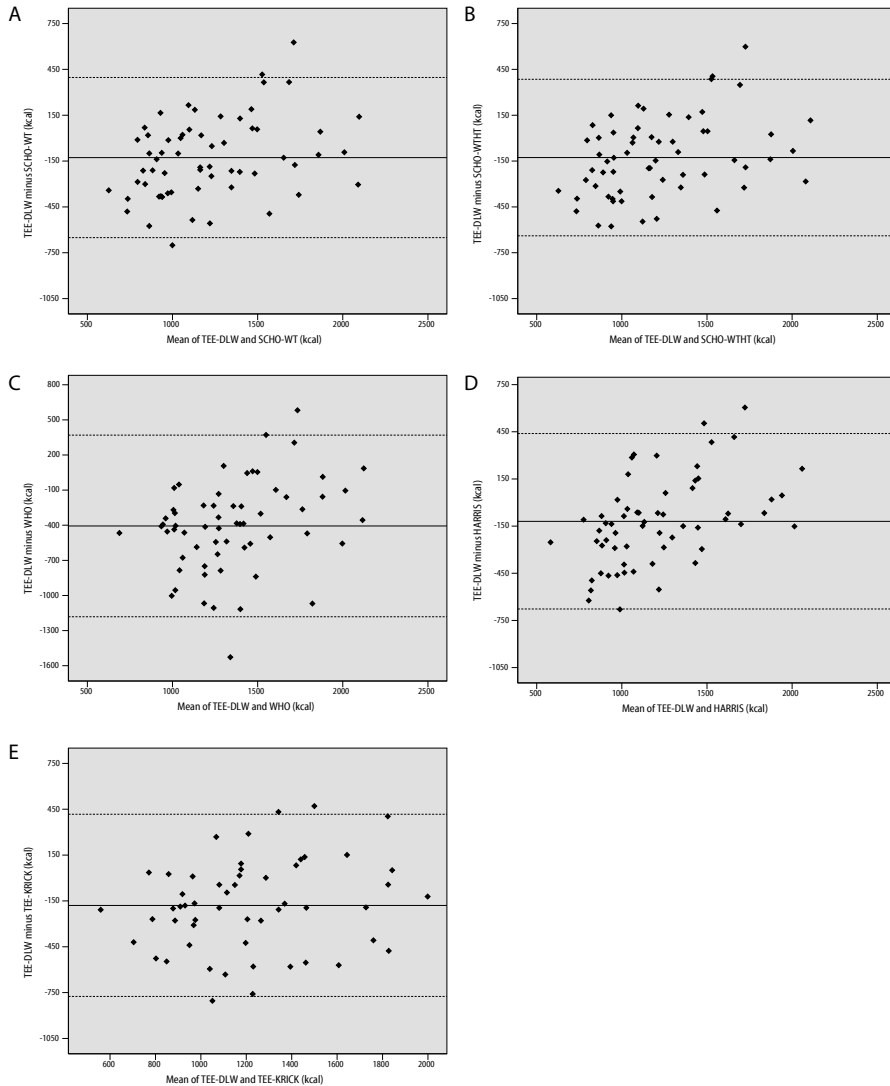 A
TEE-DLW minus SCHO-WT (kcal)
750
450
150
-150
-450
-750
-1050
500 1000 1500 2000 2500
Mean of TEE-DLW and SCHO-WT (kcal)
B
TEE-DLW minus SCHO-WTHT (kcal)
750
450
150
-150
-450
-750
-1050
500 1000 1500 2000 2500
Mean of TEE-DLW and SCHO-WTHT (kcal)
C
TEE-DLW minus WHO (kcal)
800
500
200
-100
-400
-700
-1000
-1300
-1600
500 1000 1500 2000 2500
Mean of TEE-DLW and WHO (kcal)
D
TEE-DLW minus HARRIS (kcal)
750
450
150
-150
-450
-750
-1050
500 1000 1500 2000 2500
Mean of TEE-DLW and HARRIS (kcal)
E
TEE-DLW minus TEE-KRICK (kcal)
750
450
150
-150
-450
-750
-1050
600 800 1000 1200 1400 1600 1800 2000
Mean of TEE-DLW and TEE-KRICK (kcal)